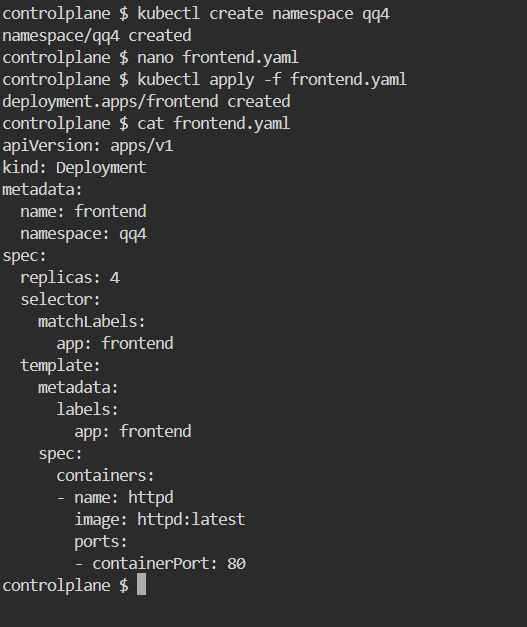 controlplane $ kubectl create namespace qq4
namespace/qq4 created
controlplane $ nano frontend.yaml
controlplane $ kubectl apply -f frontend.yaml
deployment.apps/frontend created
controlplane $ cat frontend.yaml
apiVersion: apps/v1
kind: Deployment
metadata:
  name: frontend
  namespace: qq4
spec:
  replicas: 4
  selector:
    matchLabels:
      app: frontend
  template:
    metadata:
      labels:
        app: frontend
    spec:
      containers:
      - name: httpd
        image: httpd:latest
        ports:
        - containerPort: 80
controlplane $